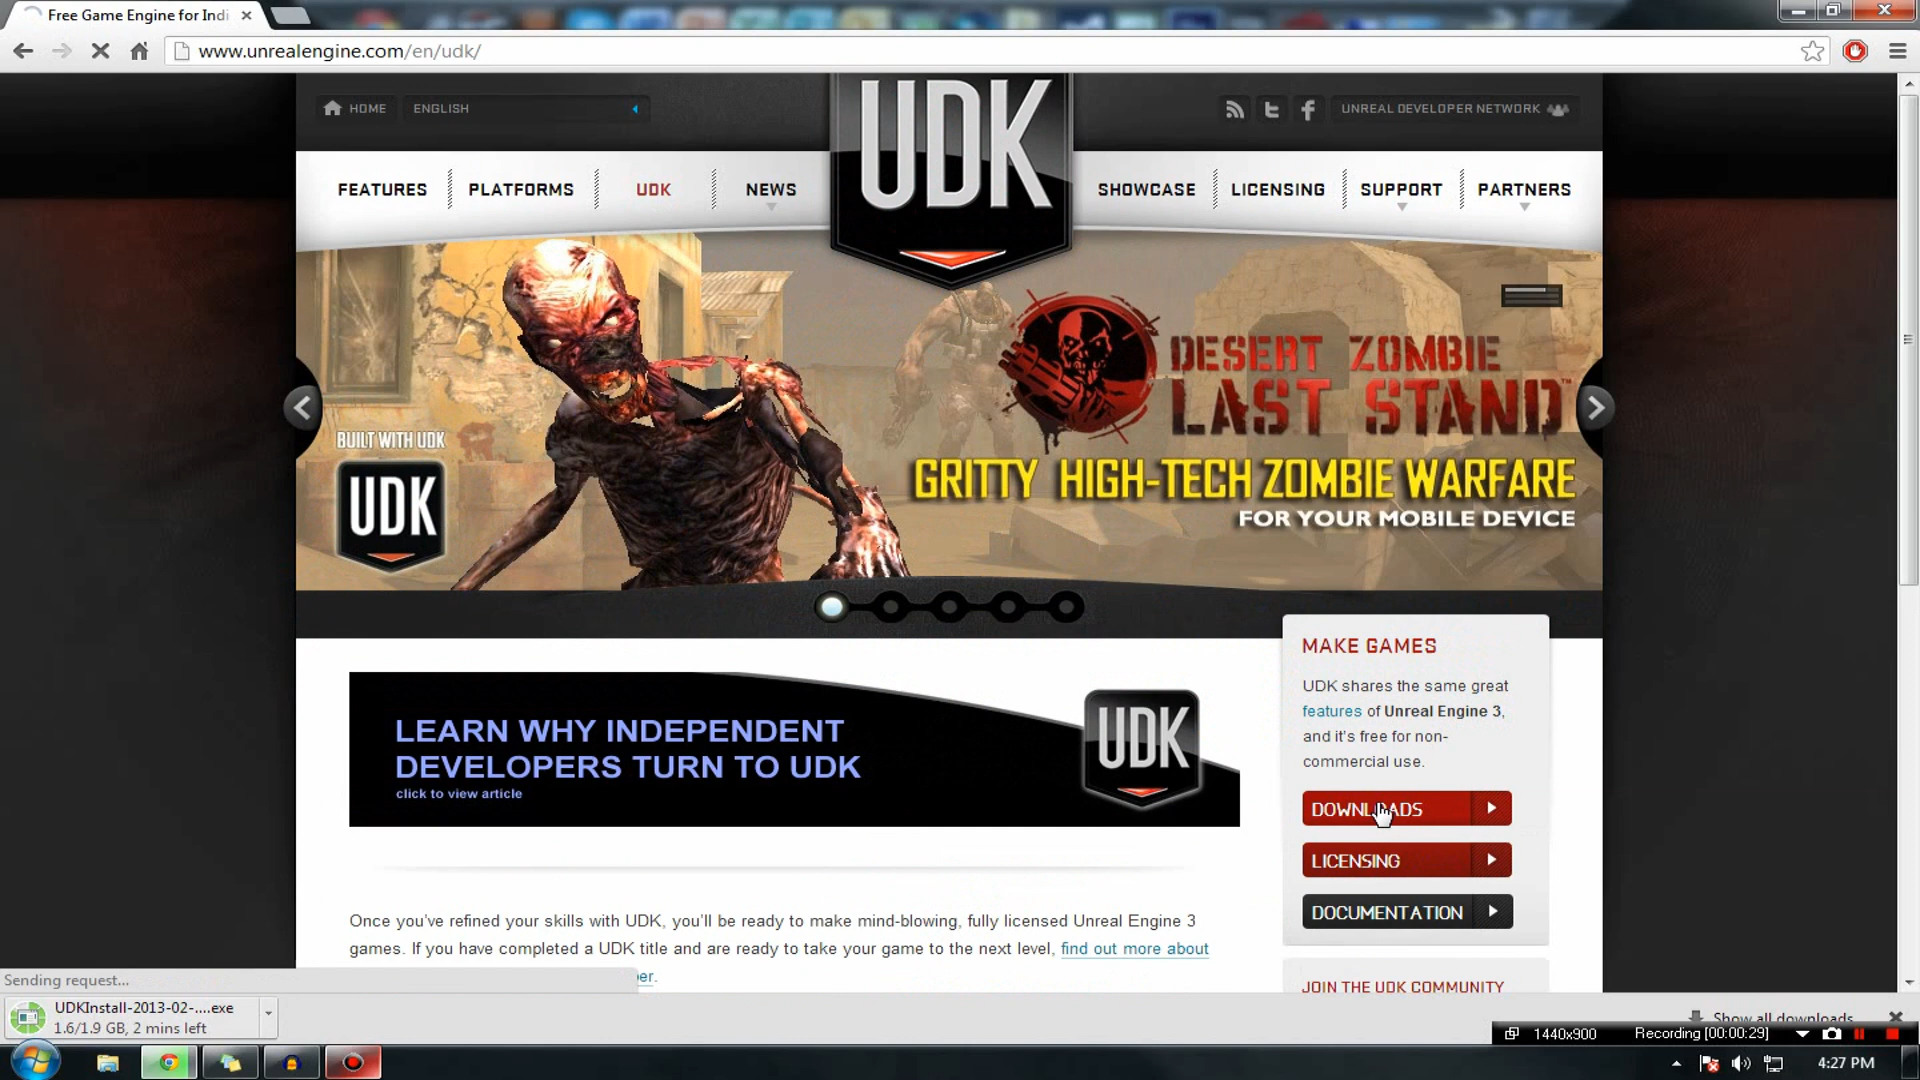 Free Game Engine for Indi
www.unrealengine.com/en/udk/
HOME
ENGLISH
UNREAL DEVELOPER NETWORK
UDK
FEATURES
PLATFORMS
UDK
NEWS
SHOWCASE
LICENSING
SUPPORT
PARTNERS
DESERT ZOMBIE
LAST STAND™
BUILT WITH UDK
UDK
GRITTY HIGH-TECH ZOMBIE WARFARE
FOR YOUR MOBILE DEVICE
LEARN WHY INDEPENDENT
DEVELOPERS TURN TO UDK
click to view article
UDK
MAKE GAMES
UDK shares the same great
features of Unreal Engine 3,
and it's free for non-
commercial use.
DOWNLOADS
LICENSING
DOCUMENTATION
Once you've refined your skills with UDK, you'll be ready to make mind-blowing, fully licensed Unreal Engine 3
games. If you have completed a UDK title and are ready to take your game to the next level, find out more about
er.
JOIN THE UDK COMMUNITY
Sending request...
UDKInstall-2013-02-....exe
1.6/1.9 GB, 2 mins left
Show all downloads...
1440x900
Recording [00:00:29]
4:27 PM